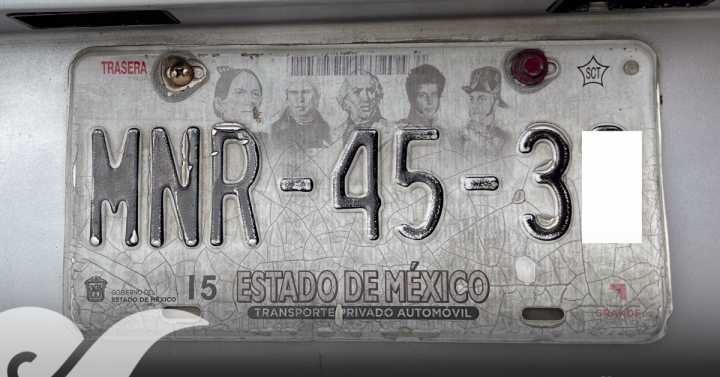 TRASERA
SCT
MNR-45-3
GOBIERNO DEL
ESTADO DE MÉXICO
15
ESTADO DE MÉXICO
TRANSPORTE PRIVADO AUTOMÓVIL
GRANDE